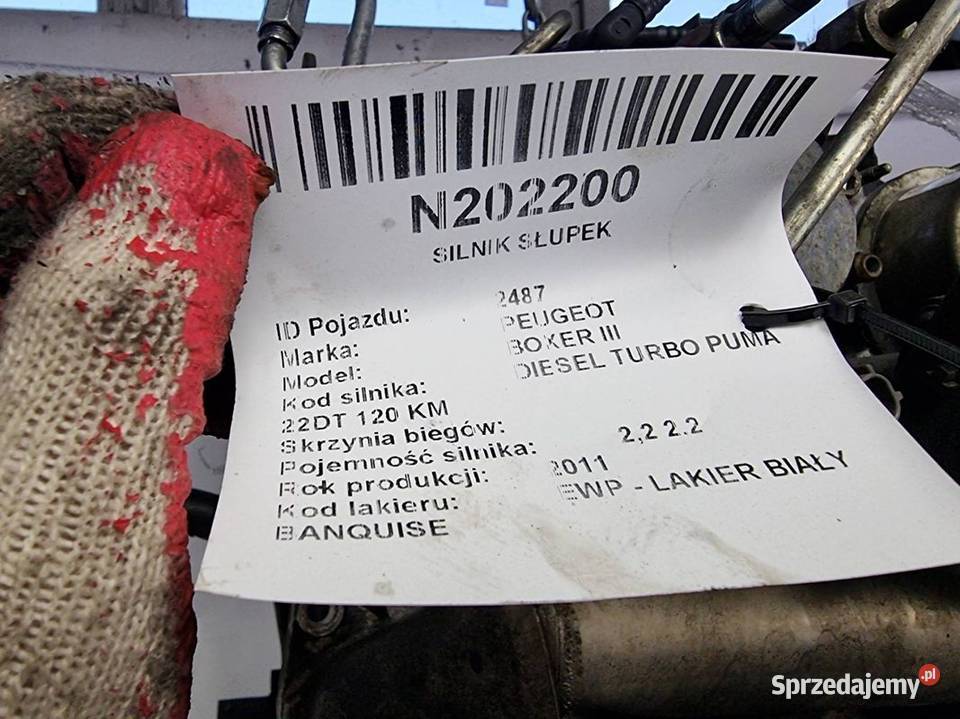 N202200
SILNIK SŁUPEK
ID Pojazdu: 2487
Marka: PEUGEOT
Model: BOXER III
Kod silnika: DIESEL TURBO PUMA
22DT 120 KM
Skrzynia biegów:
Pojemność silnika: 2,2 2.2
Rok produkcji: 2011
Kod lakieru: EWP - LAKIER BIAŁY
BANQUISE
Sprzedajemy.pl